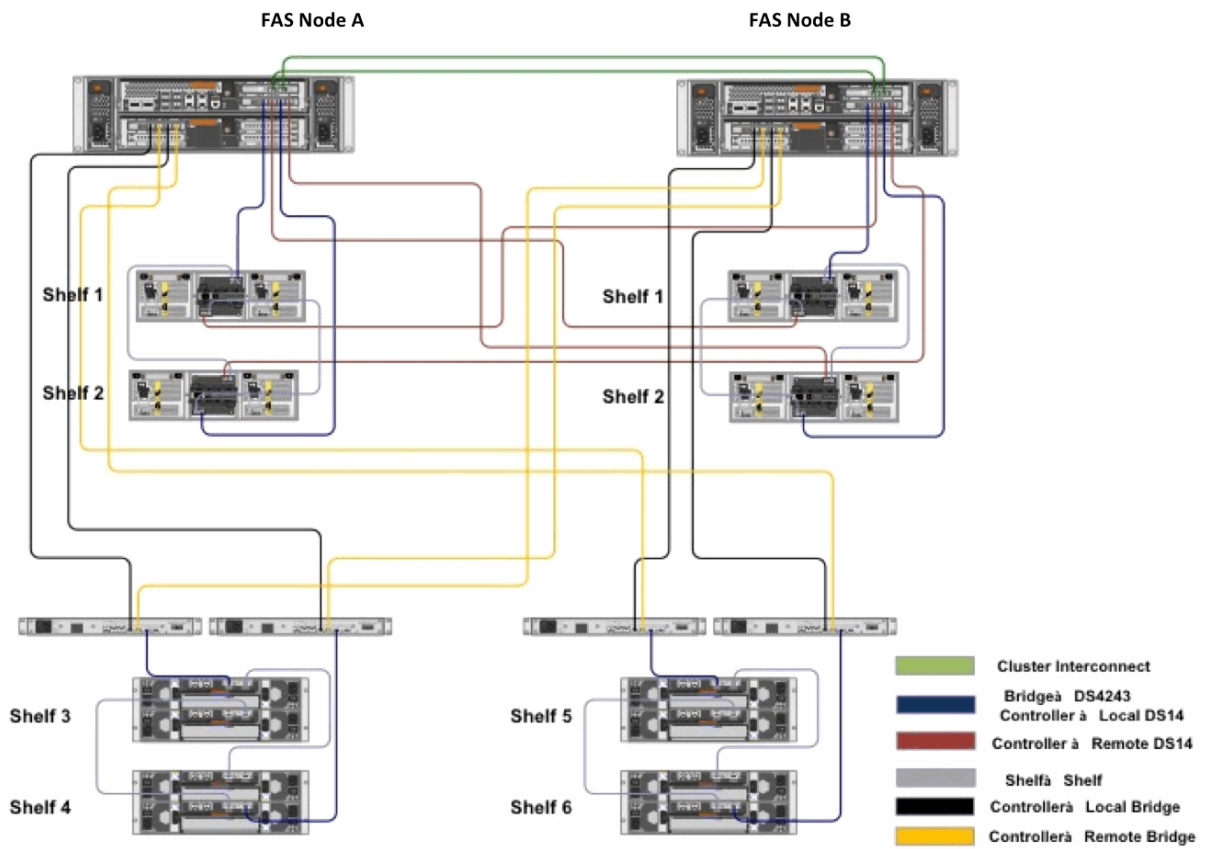 FAS Node A
FAS Node B
Shelf 1
Shelf 1
Shelf 2
Shelf 2
Shelf 3
Shelf 5
Shelf 4
Shelf 6
Cluster Interconnect
Bridgeà DS4243
Controller à Local DS14
Controller à Remote DS14
Shelfà Shelf
Controllerà Local Bridge
Controllerà Remote Bridge